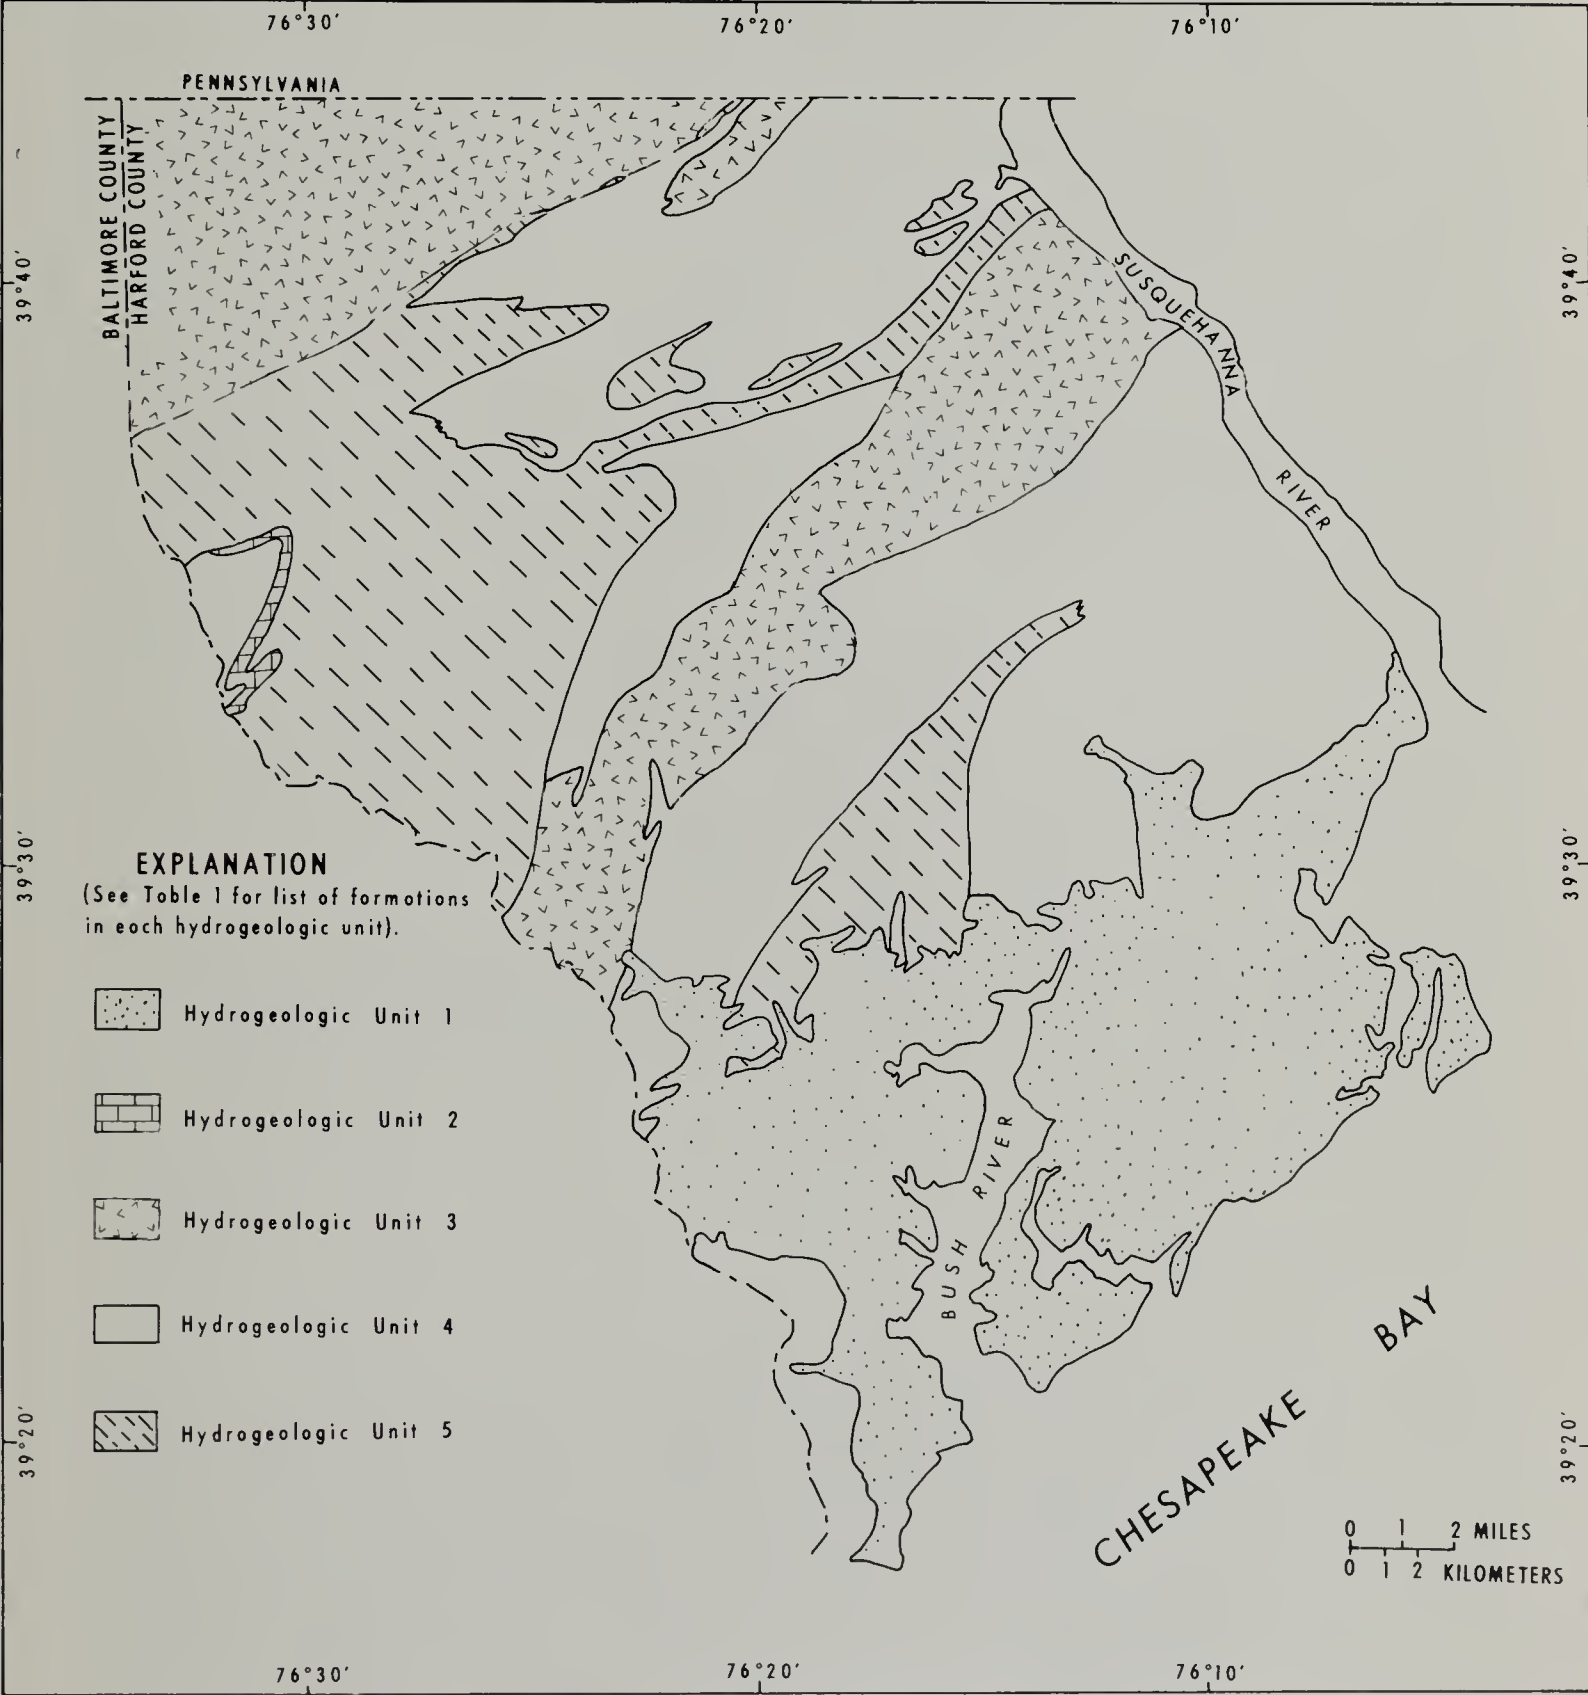 76°30'
76°20'
76°10'
PENNSYLVANIA
BALTIMORE COUNTY
HARFORD COUNTY
39°40'
39°40'
SUSQUEHANNA
RIVER
39°30'
39°30'
EXPLANATION
(See Table 1 for list of formotions
in eoch hydrogeologic unit).
Hydrogeologic Unit 1
Hydrogeologic Unit 2
Hydrogeologic Unit 3
Hydrogeologic Unit 4
Hydrogeologic Unit 5
BUSH RIVER
CHESAPEAKE BAY
39°20'
39°20'
0 1 2 MILES
0 1 2 KILOMETERS
76°30'
76°20'
76°10'